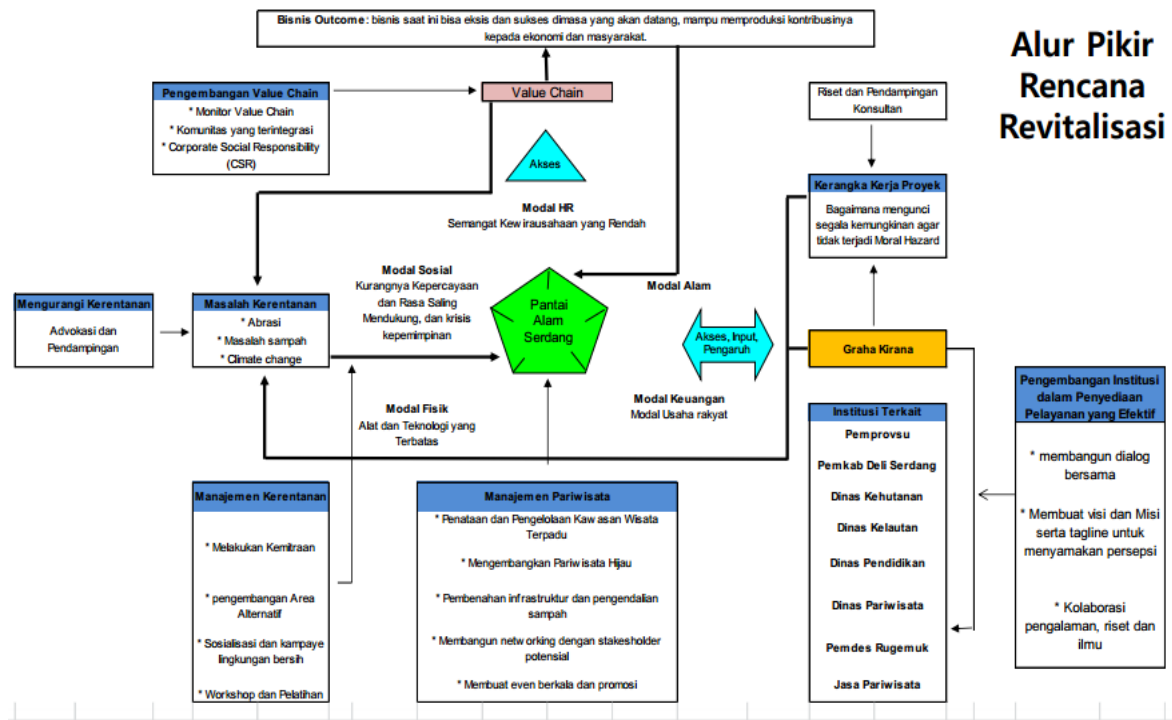 Alur Pikir
Rencana
Revitalisasi
Bisnis Outcome: bisnis saat ini bisa eksis dan sukses dimasa yang akan datang, mampu memproduksi kontribusinya
kepada ekonomi dan masyarakat.
Pengembangan Value Chain
* Monitor Value Chain
* Komunitas yang terintegrasi
* Corporate Social Responsibility
(CSR)
Value Chain
Riset dan Pendampingan
Konsultan
Akses
Modal HR
Semangat Kewirausahaan yang Rendah
Kerangka Kerja Proyek
Bagaimana mengunci
segala kemungkinan agar
tidak terjadi Moral Hazard
Modal Sosial
Kurangnya Kepercayaan
dan Rasa Saling
Mendukung, dan krisis
kepemimpinan
Modal Alam
Mengurangi Kerentanan
Advokasi dan
Pendampingan
Masalah Kerentanan
* Abrasi
* Masalah sampah
* Climate change
Pantai
Alam
Serdang
Akses, Input,
Pengaruh
Graha Kirana
Modal Fisik
Alat dan Teknologi yang
Terbatas
Modal Keuangan
Modal Usaha rakyat
Institusi Terkait
Pemprovsu
Pemkab Deli Serdang
Dinas Kehutanan
Dinas Kelautan
Dinas Pendidikan
Dinas Pariwisata
Pemdes Rugemuk
Jasa Pariwisata
Pengembangan Institusi
dalam Penyediaan
Pelayanan yang Efektif
* membangun dialog
bersama
* Membuat visi dan Misi
serta tagline untuk
menyamakan persepsi
* Kolaborasi
pengalaman, riset dan
ilmu
Manajemen Kerentanan
* Melakukan Kemitraan
* pengembangan Area
Alternatif
* Sosialisasi dan kampaye
lingkungan bersih
* Workshop dan Pelatihan
Manajemen Pariwisata
* Penataan dan Pengelolaan Kawasan Wisata
Terpadu
* Mengembangkan Pariwisata Hijau
* Pembenahan infrastruktur dan pengendalian
sampah
* Membangun networking dengan stakeholder
potensial
* Membuat even berkala dan promosi